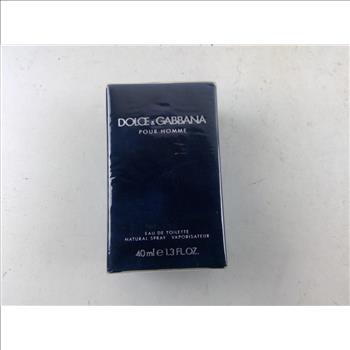 DOLCE & GABBANA
POUR HOMME
EAU DE TOILETTE
NATURAL SPRAY · VAPORISATEUR
40 ml ℮ 1.3 FL.OZ.